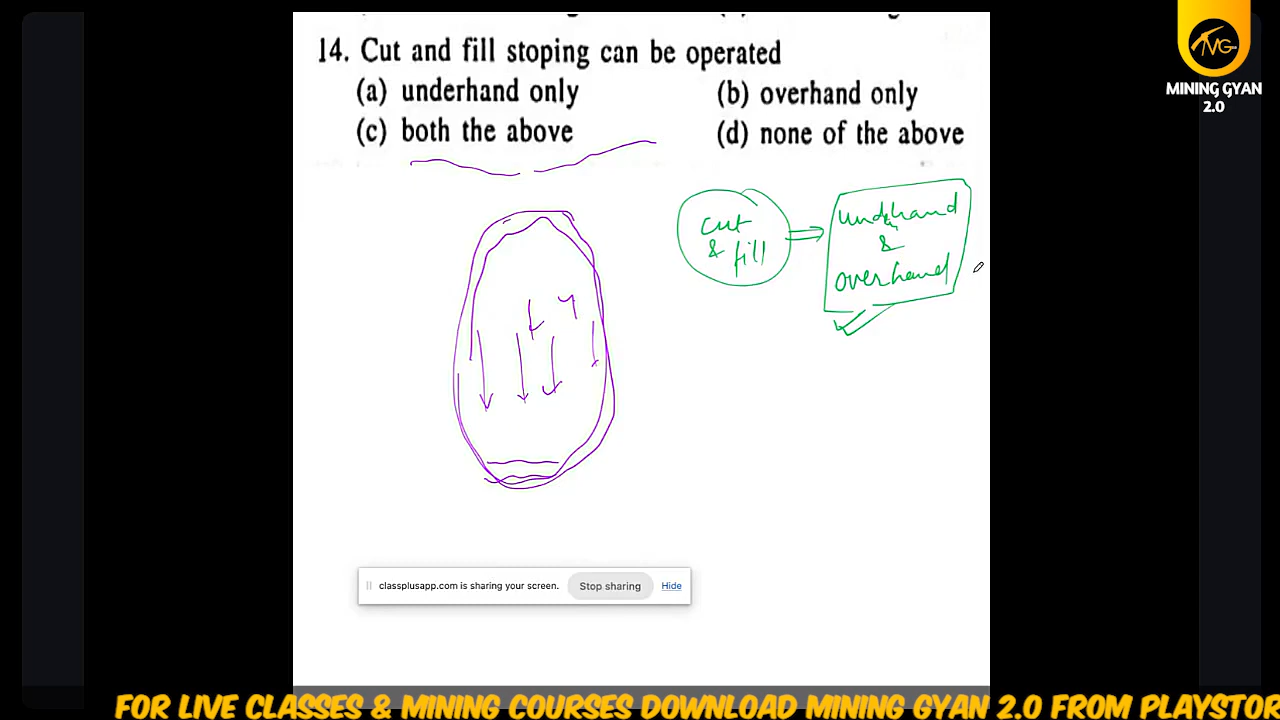 14. Cut and fill stoping can be operated
(a) underhand only (b) overhand only
(c) both the above (d) none of the above
cut
& fill
underhand
&
overhand
MINING GYAN
2.0
classplusapp.com is sharing your screen. Stop sharing Hide
FOR LIVE CLASSES & MINING COURSES DOWNLOAD MINING GYAN 2.0 FROM PLAYSTOR